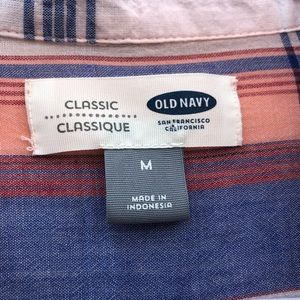 CLASSIC
CLASSIQUE
OLD NAVY
SAN FRANCISCO
CALIFORNIA
M
MADE IN
INDONESIA